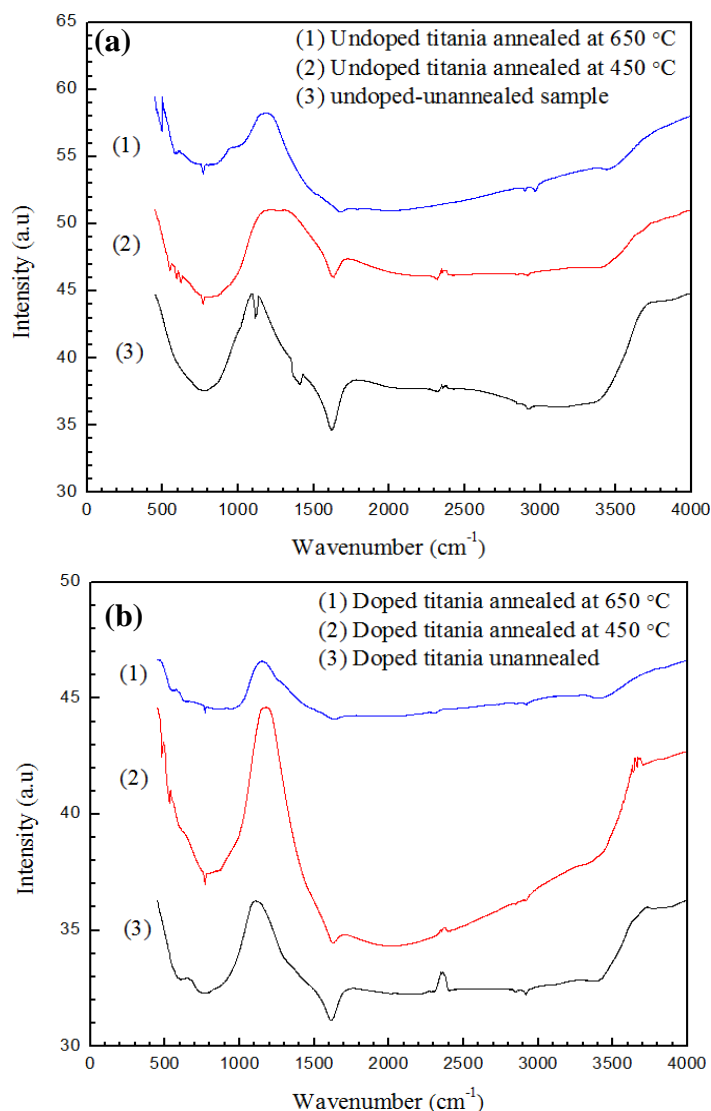 (a)
(1) Undoped titania annealed at 650 °C
(2) Undoped titania annealed at 450 °C
(3) undoped-unannealed sample
65
60
55
50
45
40
35
30
(1)
(2)
(3)
Intensity (a.u)
0 500 1000 1500 2000 2500 3000 3500 4000
Wavenumber (cm⁻¹)
(b)
(1) Doped titania annealed at 650 °C
(2) Doped titania annealed at 450 °C
(3) Doped titania unannealed
50
45
40
35
30
(1)
(2)
(3)
Intensity (a.u)
0 500 1000 1500 2000 2500 3000 3500 4000
Wavenumber (cm⁻¹)